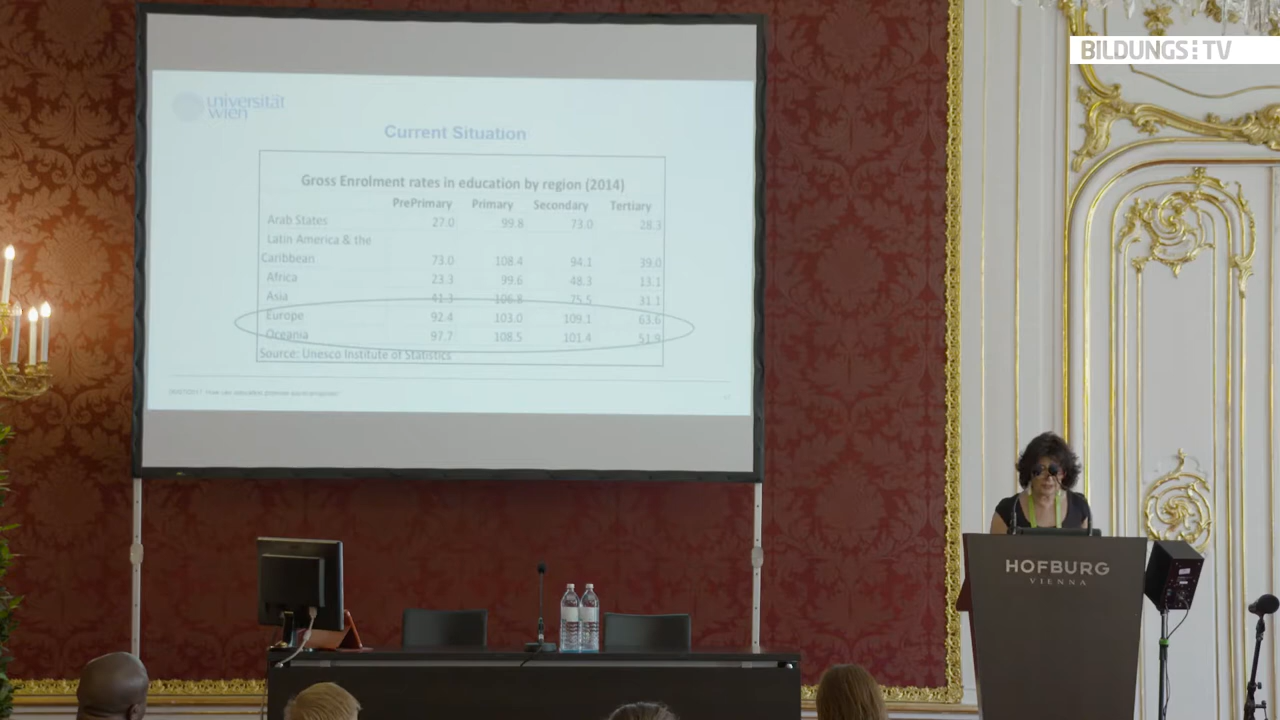 BILDUNGS TV
universität
wien
Current Situation
Gross Enrolment rates in education by region (2014)
PrePrimary Primary Secondary Tertiary
Arab States 27.0 99.8 73.0 28.3
Latin America & the
Caribbean 73.0 108.4 94.1 39.0
Africa 23.3 99.6 48.3 13.1
Asia 41.3 106.8 75.5 31.1
Europe 92.4 103.0 109.1 63.6
Oceania 97.7 108.5 101.4 51.9
Source: Unesco Institute of Statistics
HOFBURG
VIENNA